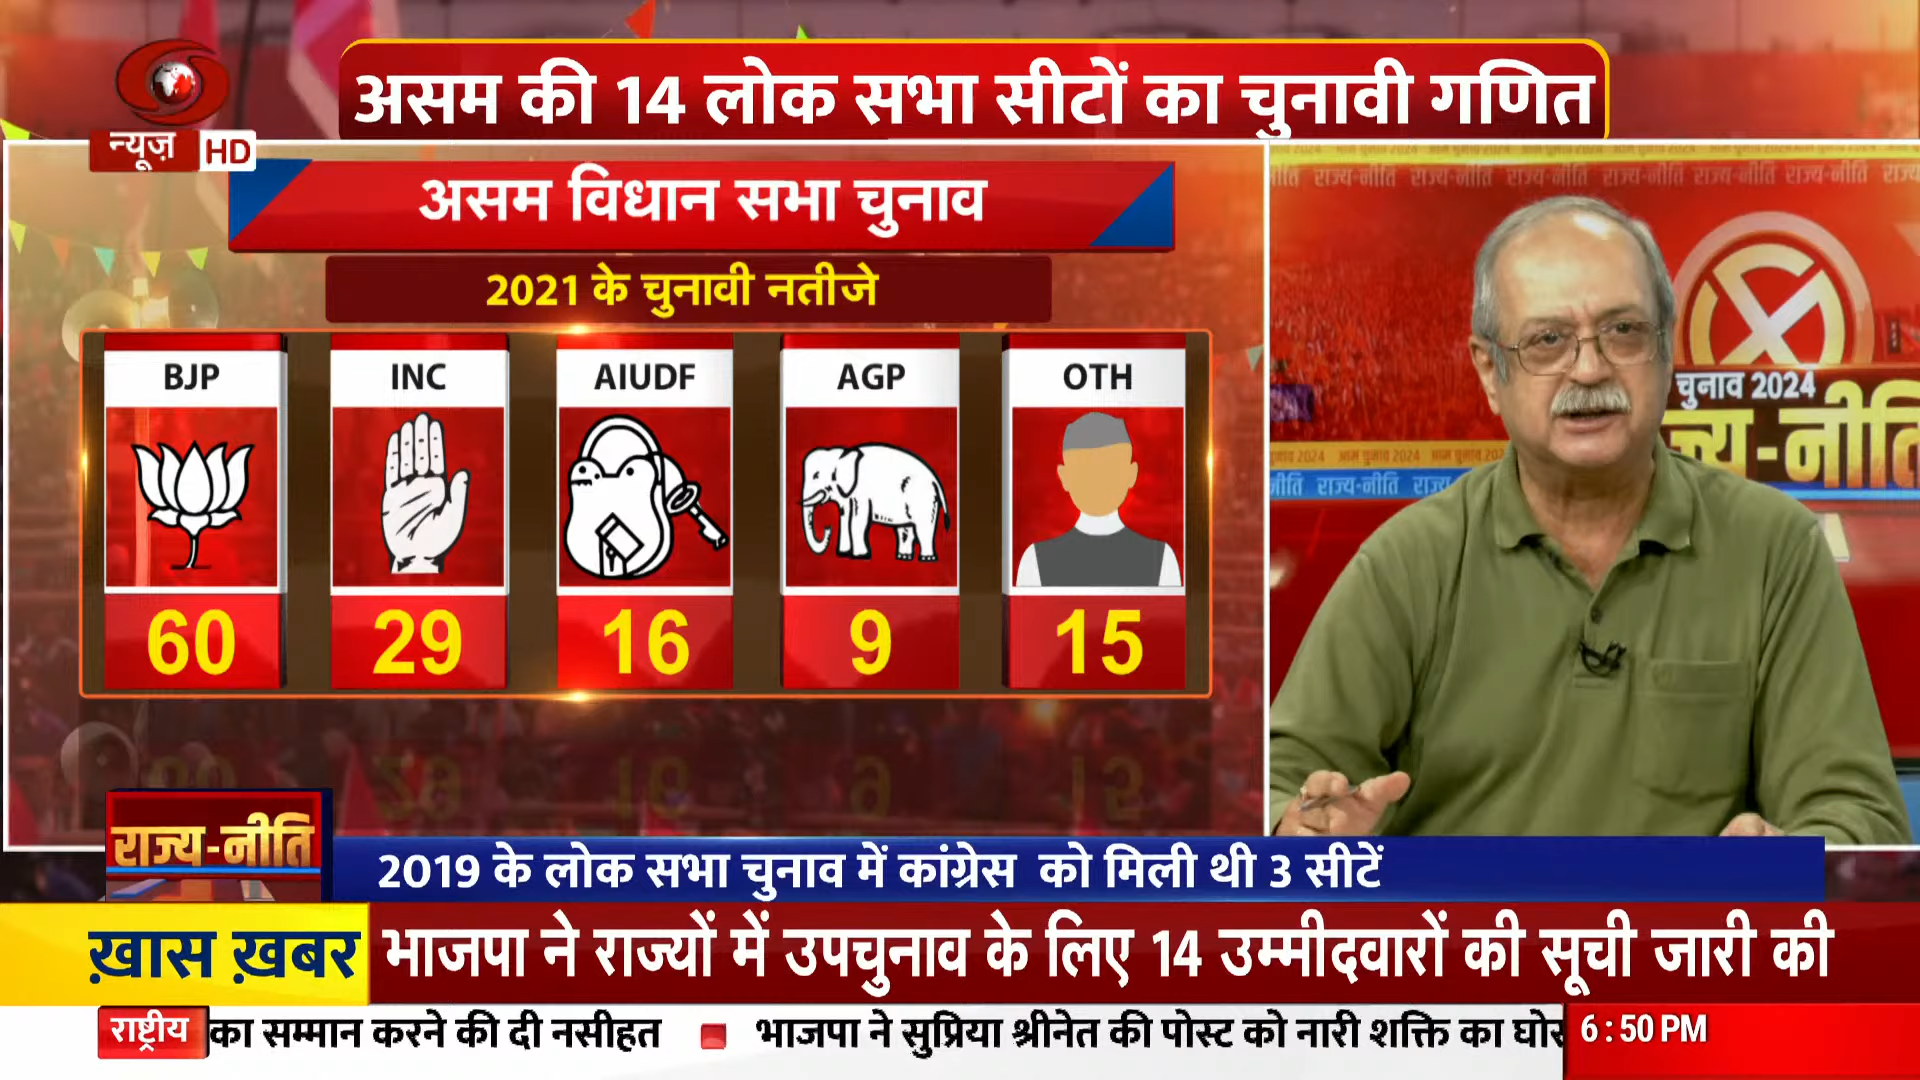 असम की 14 लोक सभा सीटों का चुनावी गणित
न्यूज़ HD
असम विधान सभा चुनाव
2021 के चुनावी नतीजे
BJP INC AIUDF AGP OTH
60 29 16 9 15
राज्य-नीति राज्य-नीति राज्य-नीति राज्य-नीति राज्य-नीति
चुनाव 2024
ज्य-नीति
आम चुनाव 2024
राज्य-नीति
राज्य-नीति
2019 के लोक सभा चुनाव में कांग्रेस को मिली थी 3 सीटें
ख़ास ख़बर भाजपा ने राज्यों में उपचुनाव के लिए 14 उम्मीदवारों की सूची जारी की
राष्ट्रीय का सम्मान करने की दी नसीहत भाजपा ने सुप्रिया श्रीनेत की पोस्ट को नारी शक्ति का 6:50 PM